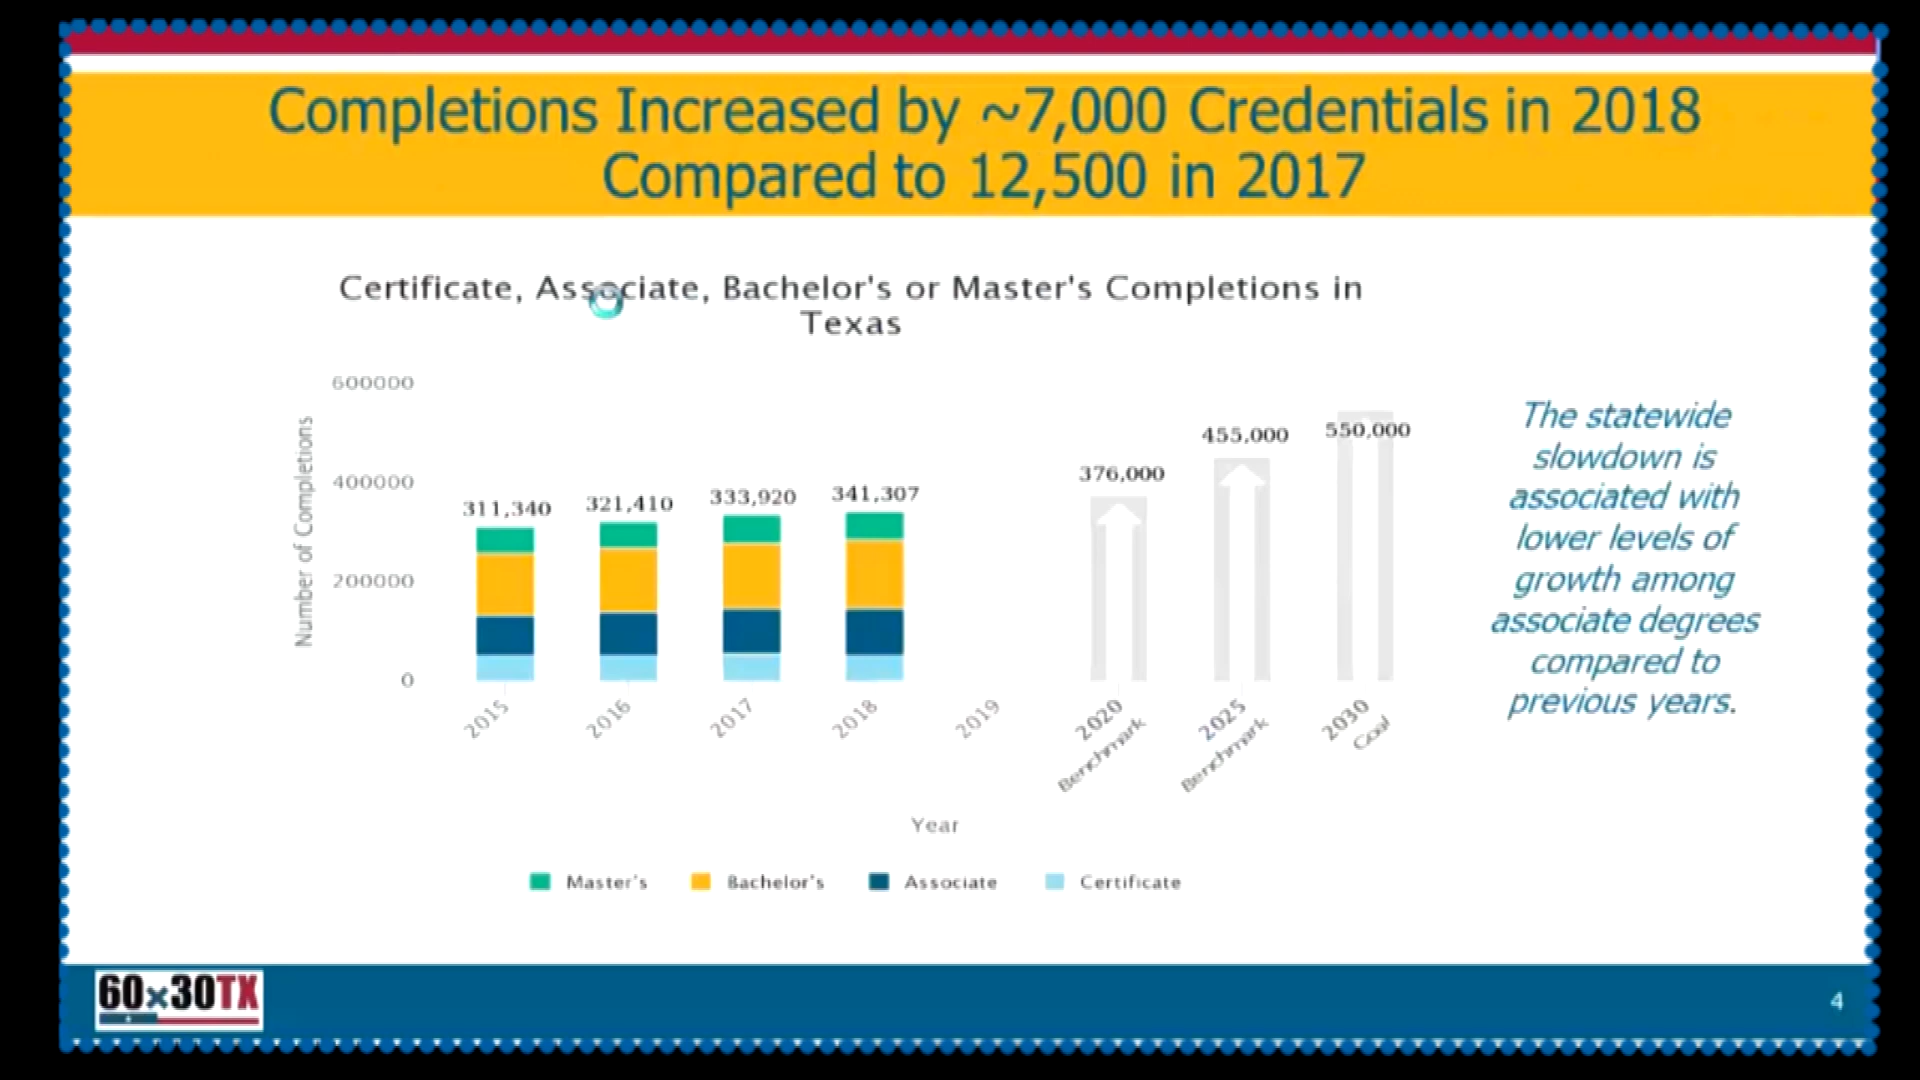 Completions Increased by ~7,000 Credentials in 2018
Compared to 12,500 in 2017
Certificate, Associate, Bachelor's or Master's Completions in
Texas
Number of Completions
600000
400000
200000
0
311,340
321,410
333,920
341,307
376,000
455,000
550,000
2015
2016
2017
2018
2019
2020
Benchmark
2025
Benchmark
2030
Goal
Year
Master's
Bachelor's
Associate
Certificate
The statewide
slowdown is
associated with
lower levels of
growth among
associate degrees
compared to
previous years.
60x30TX
4